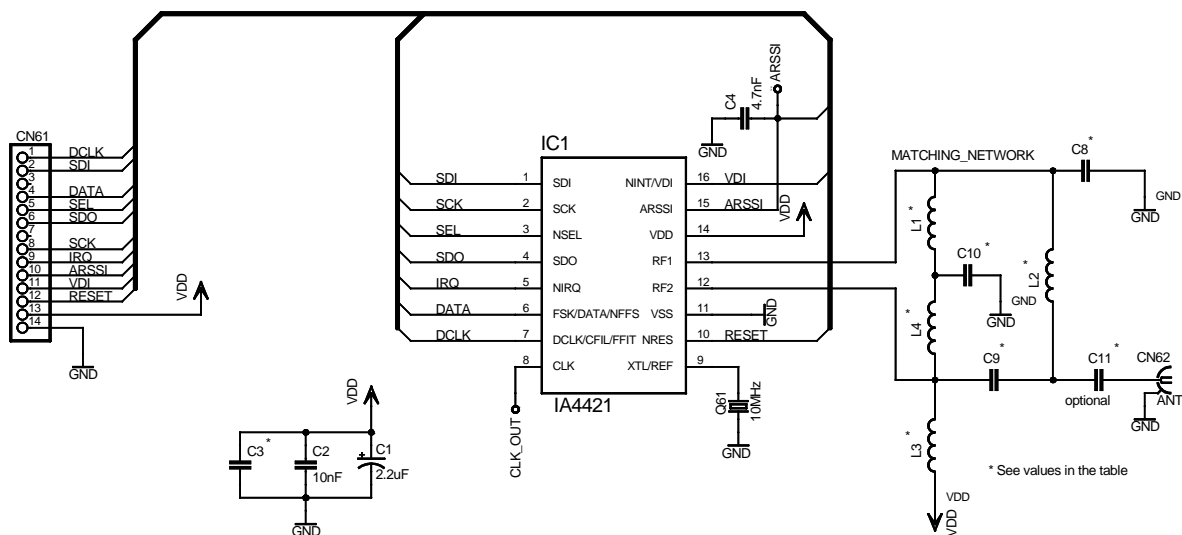 CN61
1 DCLK
2 SDI
3
4 DATA
5 SEL
6 SDO
7
8 SCK
9 IRQ
10 ARSSI
11 VDI
12 RESET
13
14
VDD
GND
IC1
SDI 1 SDI
SCK 2 SCK
SEL 3 NSEL
SDO 4 SDO
IRQ 5 NIRQ
DATA 6 FSK/DATA/NFFS
DCLK 7 DCLK/CFIL/FFIT
8 CLK
NINT/VDI 16 VDI
ARSSI 15 ARSSI
VDD 14
RF1 13
RF2 12
VSS 11
NRES 10 RESET
XTL/REF 9
IA4421
CLK_OUT
ARSSI
C4
4.7nF
GND
VDD
GND
Q61
10MHz
GND
MATCHING_NETWORK
C8 *
GND
GND
L1 *
C10 *
GND
GND
L2 *
L4 *
C9 *
C11 *
optional
CN62
ANT
GND
L3 *
VDD
VDD
* See values in the table
VDD
C3 *
C2
10nF
+
C1
2.2uF
GND